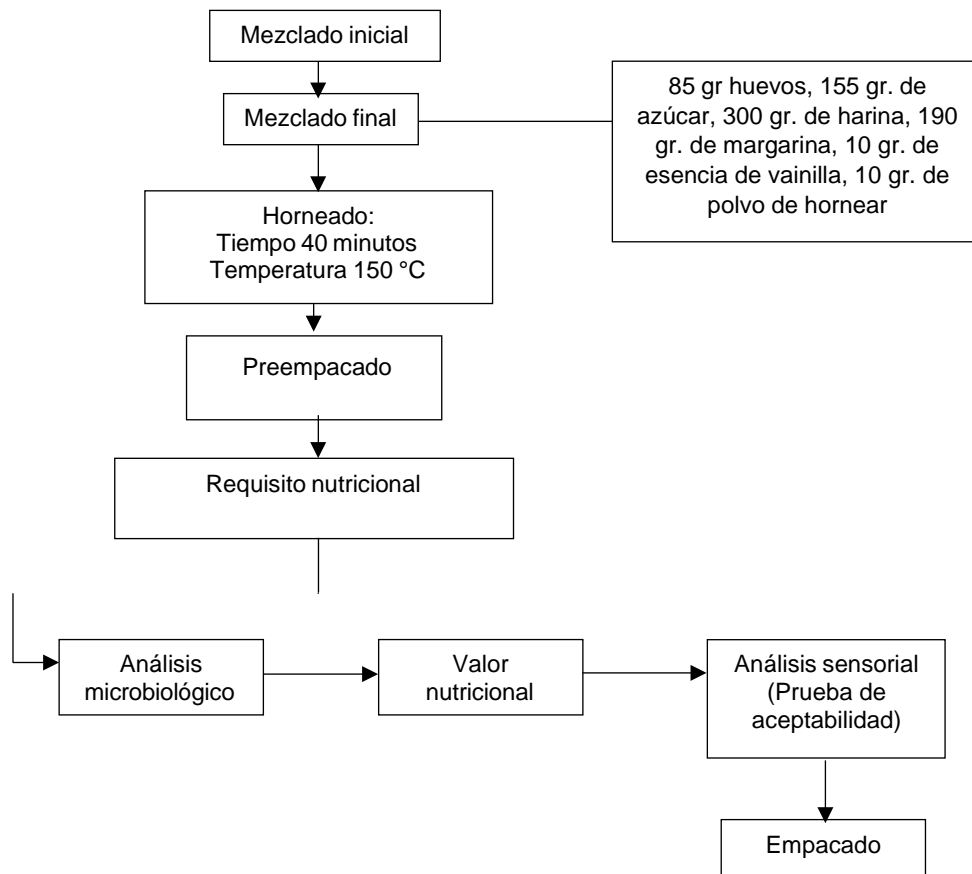 Mezclado inicial
Mezclado final
85 gr huevos, 155 gr. de
azúcar, 300 gr. de harina, 190
gr. de margarina, 10 gr. de
esencia de vainilla, 10 gr. de
polvo de hornear
Horneado:
Tiempo 40 minutos
Temperatura 150 °C
Preempacado
Requisito nutricional
Análisis
microbiológico
Valor
nutricional
Análisis sensorial
(Prueba de
aceptabilidad)
Empacado